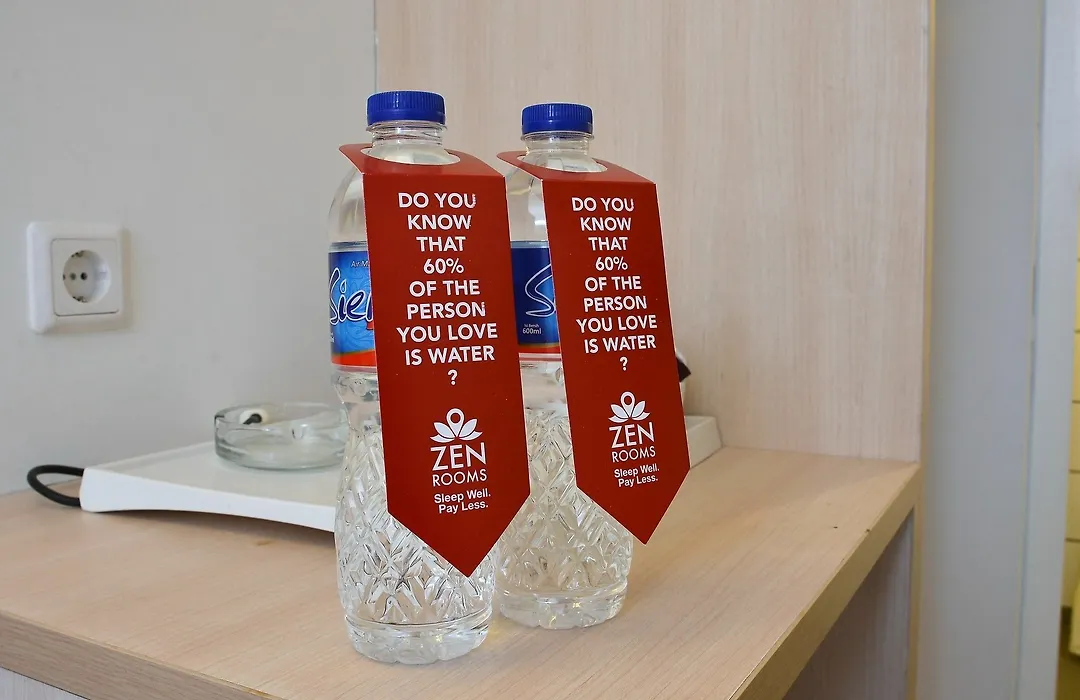 DO YOU
KNOW
THAT
60%
OF THE
PERSON
YOU LOVE
IS WATER
?
ZEN
ROOMS
Sleep Well.
Pay Less.
DO YOU
KNOW
THAT
60%
OF THE
PERSON
YOU LOVE
IS WATER
?
ZEN
ROOMS
Sleep Well.
Pay Less.
600ml